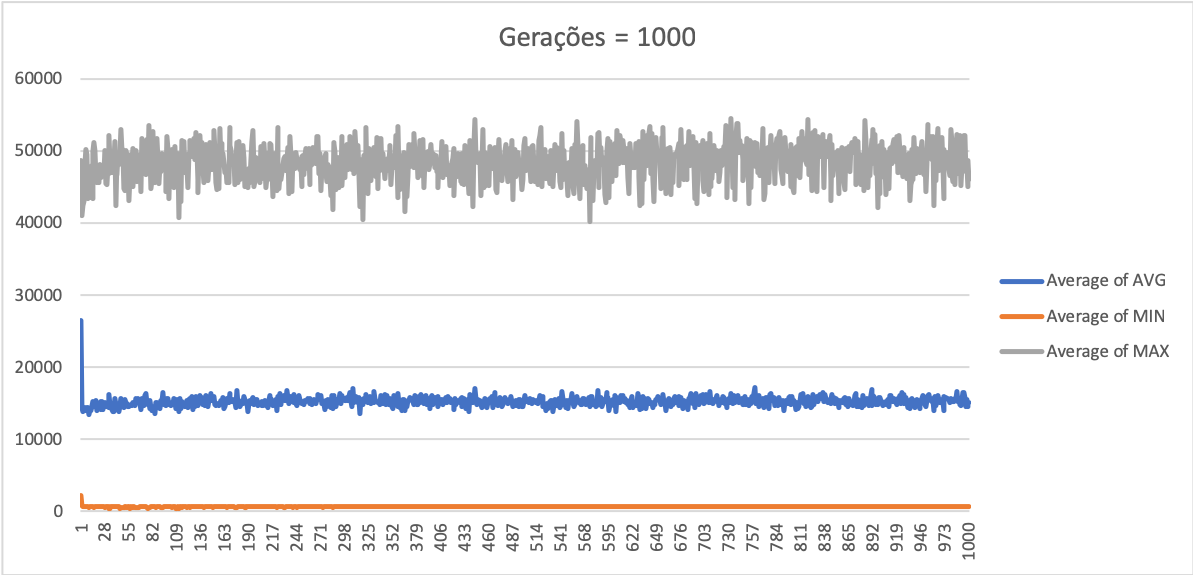 Gerações = 1000
60000
50000
40000
30000
20000
10000
0
1 28 55 82 109 136 163 190 217 244 271 298 325 352 379 406 433 460 487 514 541 568 595 622 649 676 703 730 757 784 811 838 865 892 919 946 973 1000
Average of AVG
Average of MIN
Average of MAX